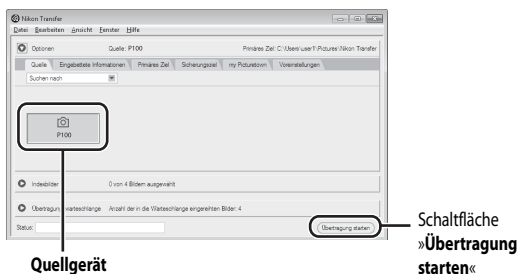 Nikon Transfer
Datei Bearbeiten Ansicht Fenster Hilfe
Optionen Quelle: P100 Primäres Ziel: C:\Users\user1\Pictures\Nikon Transfer
Quelle Eingebettete Informationen Primäres Ziel Sicherungsziel my Picturetown Voreinstellungen
Suchen nach
P100
Indexbilder 0 von 4 Bildern ausgewählt
Übertragungswarteschlange Anzahl der in die Warteschlange eingereihten Bilder: 4
Status: Übertragung starten
Schaltfläche
»Übertragung
starten«
Quellgerät